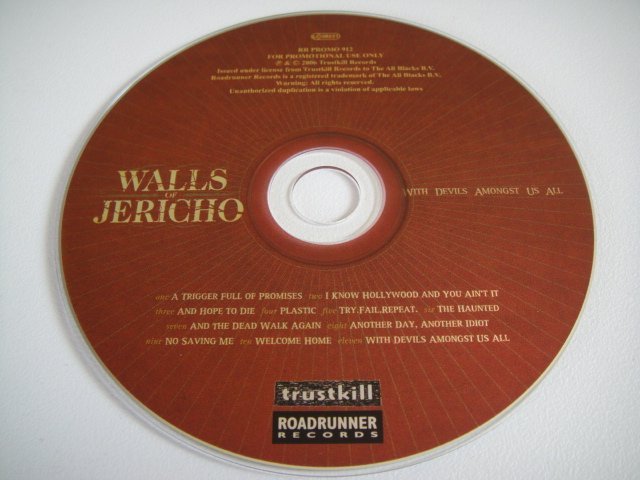 RR PROMO 912
FOR PROMOTIONAL USE ONLY
℗ & © 2006 Trustkill Records
Issued under license from Trustkill Records to The All Blacks B.V.
Roadrunner Records is a registered trademark of The All Blacks B.V.
Warning: All rights reserved.
Unauthorized duplication is a violation of applicable laws
WALLS
OF
JERICHO
WITH DEVILS AMONGST US ALL
one A TRIGGER FULL OF PROMISES two I KNOW HOLLYWOOD AND YOU AIN'T IT
three AND HOPE TO DIE four PLASTIC five TRY.FAIL.REPEAT. six THE HAUNTED
seven AND THE DEAD WALK AGAIN eight ANOTHER DAY, ANOTHER IDIOT
nine NO SAVING ME ten WELCOME HOME eleven WITH DEVILS AMONGST US ALL
trustkill
ROADRUNNER
RECORDS